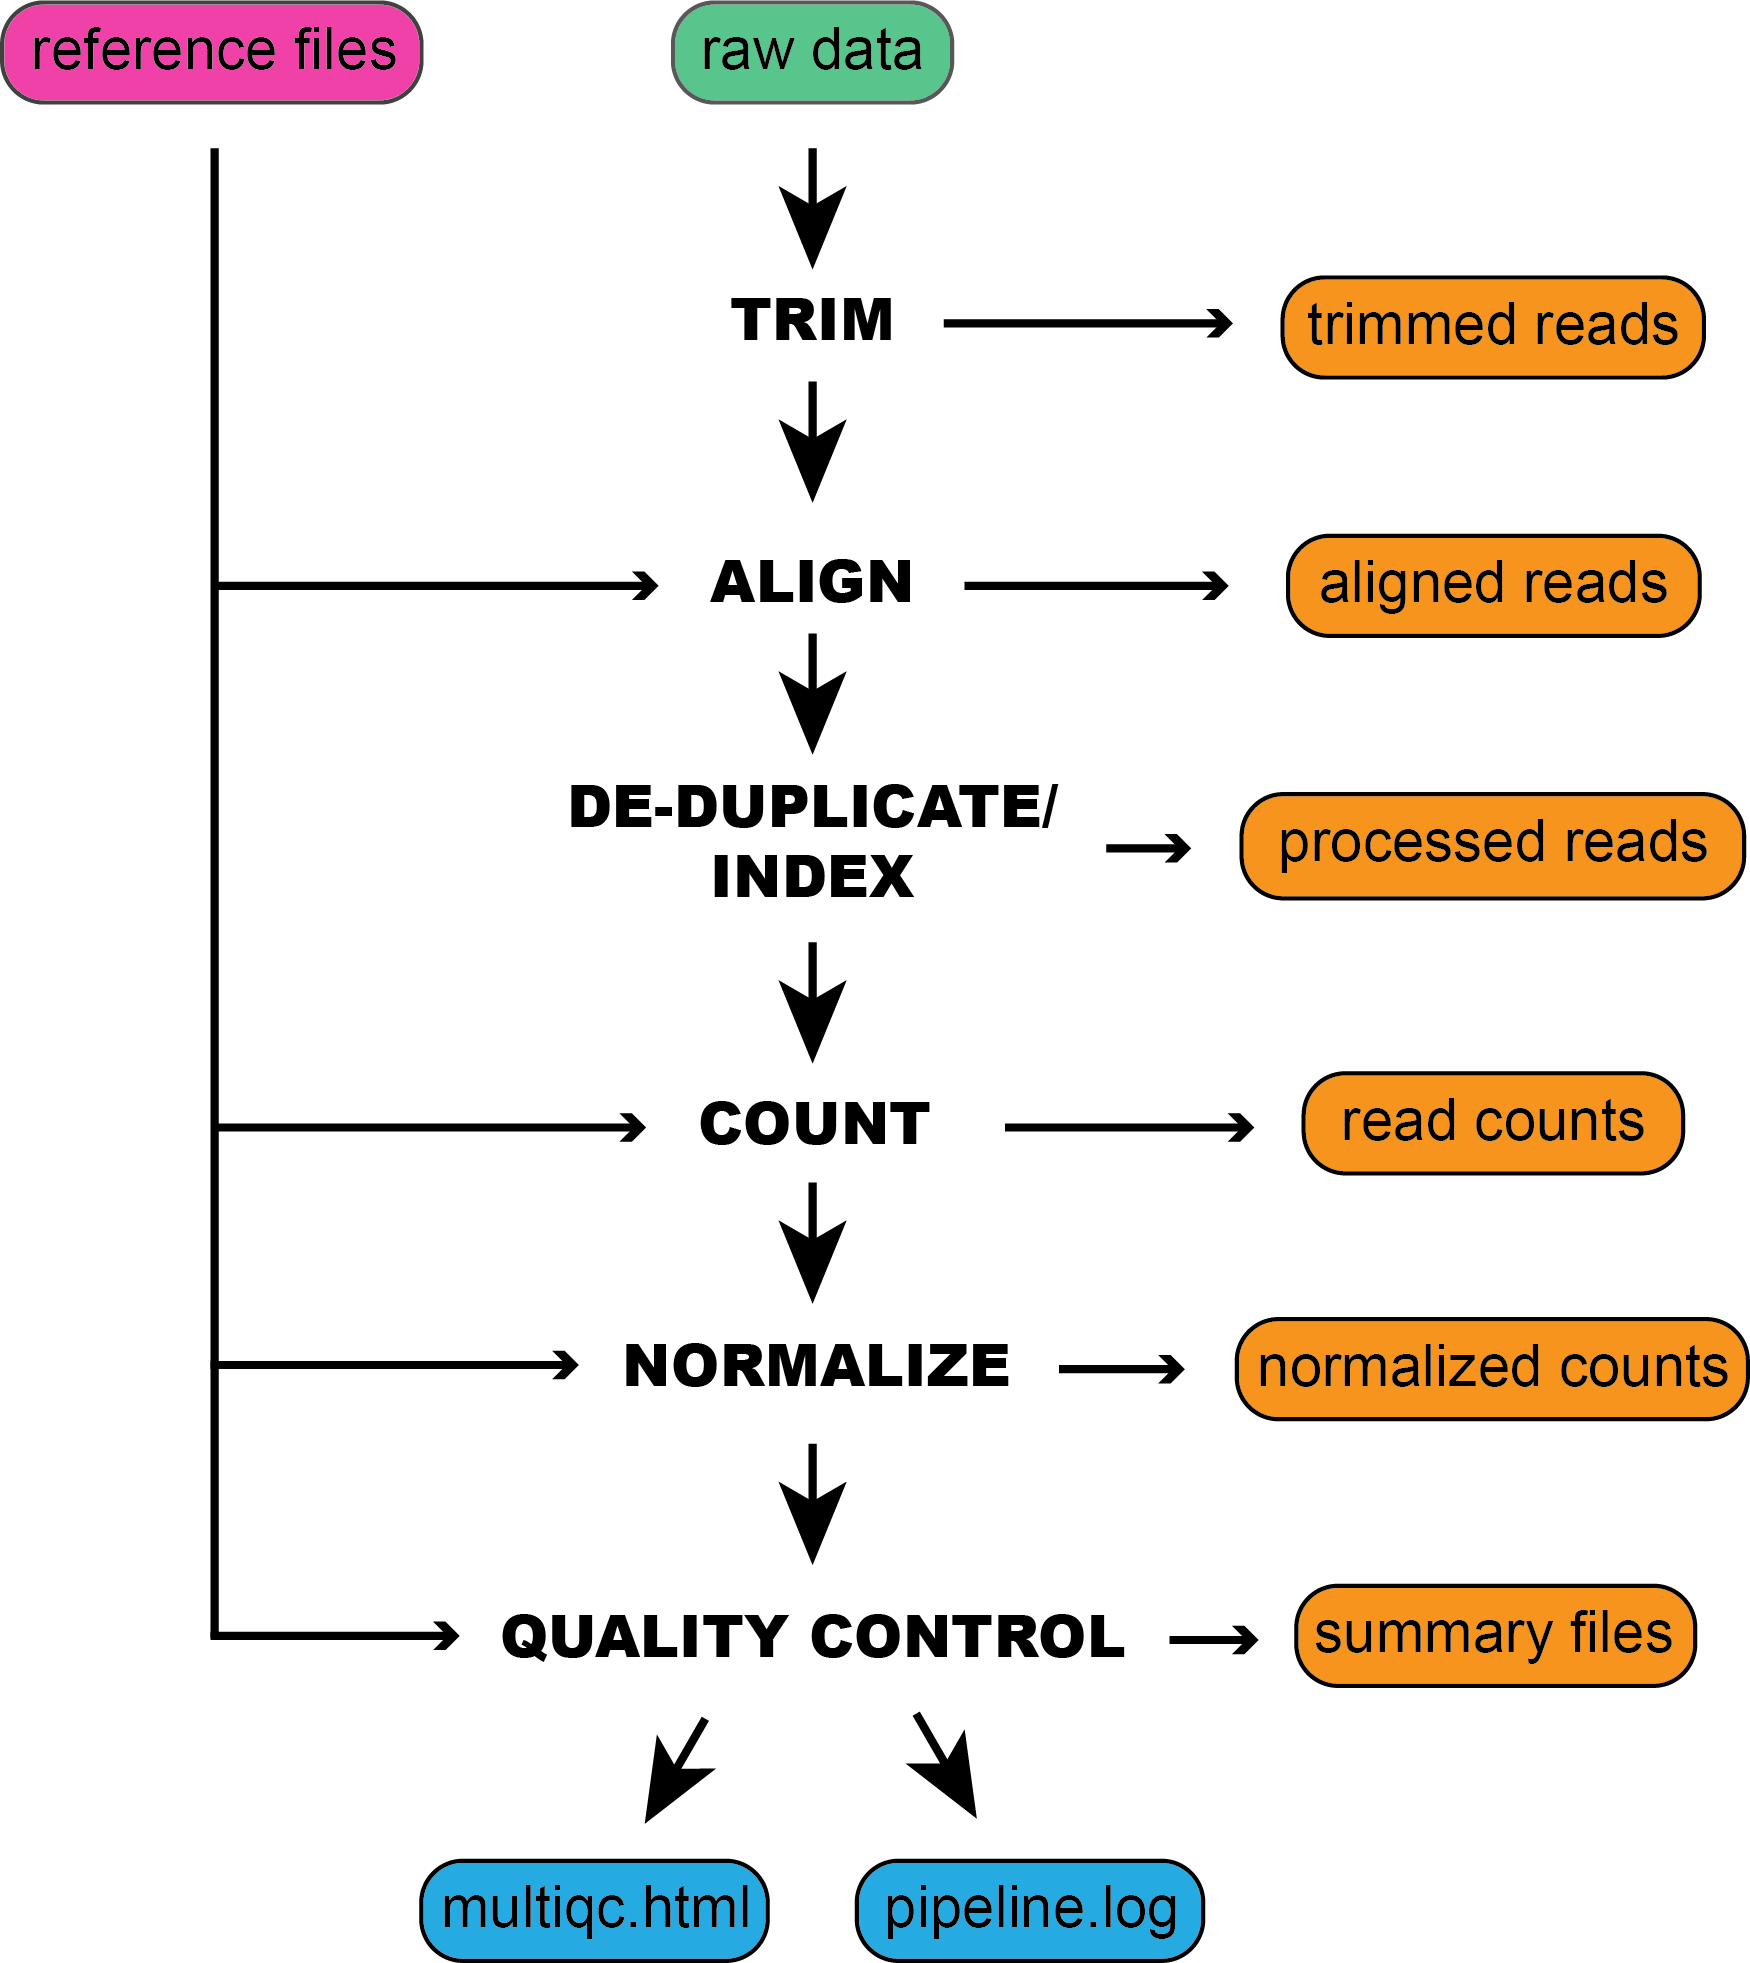 reference files
raw data
TRIM
trimmed reads
ALIGN
aligned reads
DE-DUPLICATE/
INDEX
processed reads
COUNT
read counts
NORMALIZE
normalized counts
QUALITY CONTROL
summary files
multiqc.html
pipeline.log